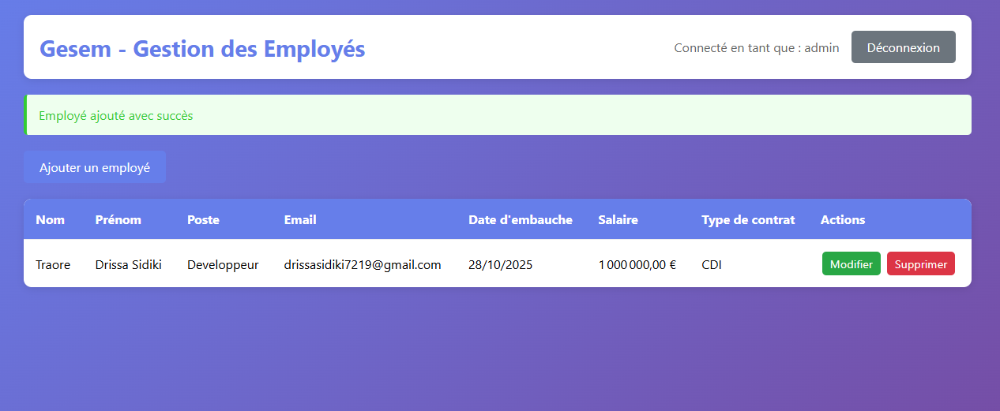 Gesem - Gestion des Employés
Connecté en tant que : admin
Déconnexion
Employé ajouté avec succès
Ajouter un employé
Nom Prénom Poste Email Date d'embauche Salaire Type de contrat Actions
Traore Drissa Sidiki Developpeur drissasidiki7219@gmail.com 28/10/2025 1 000 000,00 € CDI Modifier Supprimer